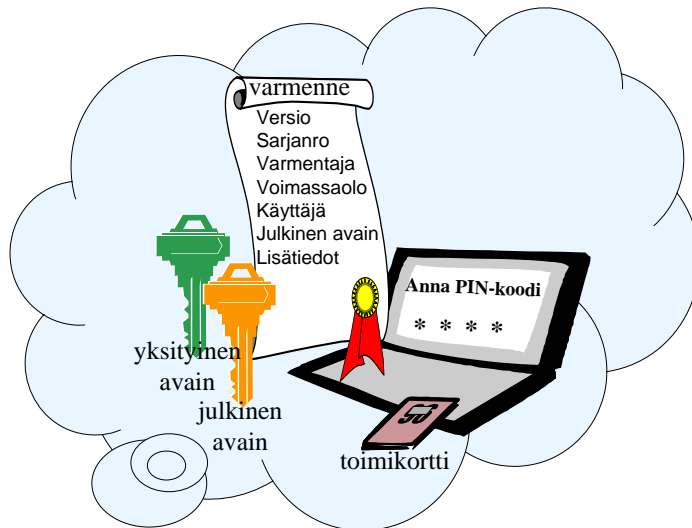 varmenne
Versio
Sarjanro
Varmentaja
Voimassaolo
Käyttäjä
Julkinen avain
Lisätiedot
Anna PIN-koodi
* * * *
yksityinen
avain
julkinen
avain
toimikortti